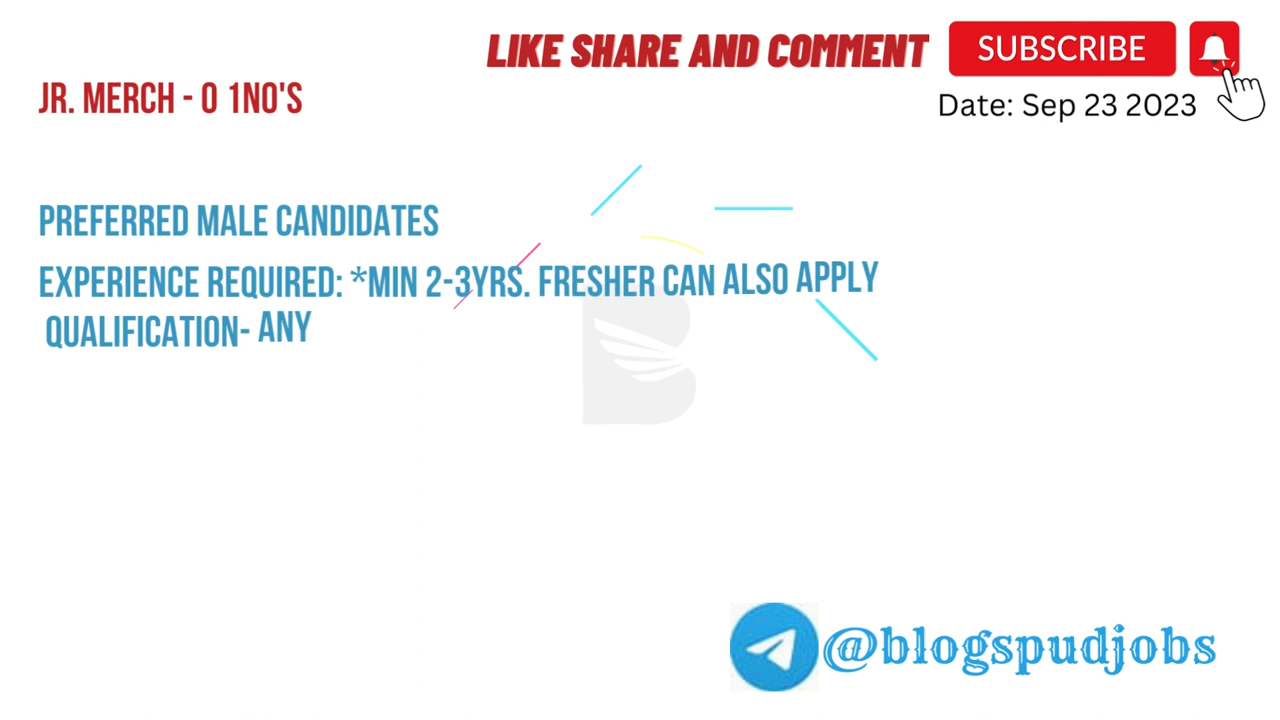 LIKE SHARE AND COMMENT
SUBSCRIBE
Date: Sep 23 2023
JR. MERCH - 0 1NO'S
PREFERRED MALE CANDIDATES
EXPERIENCE REQUIRED: *MIN 2-3YRS. FRESHER CAN ALSO APPLY
QUALIFICATION- ANY
@blogspudjobs